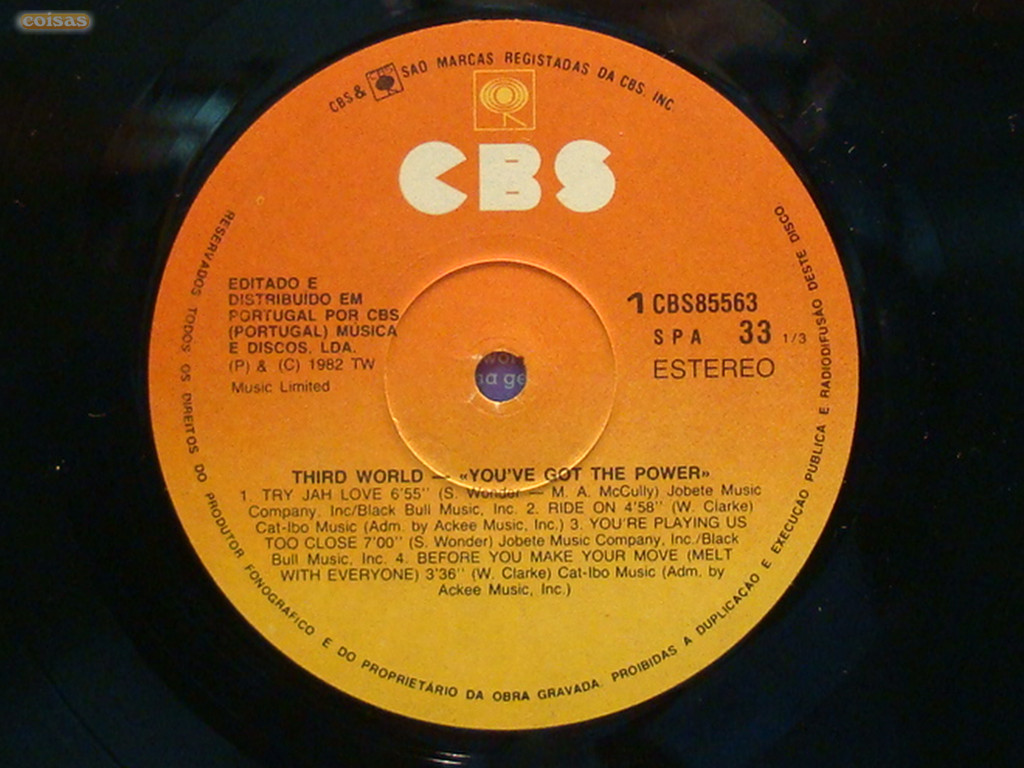 coisas
CBS & SAO MARCAS REGISTADAS DA CBS. INC
CBS
RESERVADOS TODOS OS DIREITOS DO PRODUTOR FONOGRAFICO E DO PROPRIETÁRIO DA OBRA GRAVADA. PROIBIDAS A DUPLICAÇÃO E EXECUÇÃO PUBLICA E RADIODIFUSÃO DESTE DISCO.
EDITADO E
DISTRIBUIDO EM
PORTUGAL POR CBS
(PORTUGAL) MÚSICA
E DISCOS, LDA.
(P) & (C) 1982 TW
Music Limited
1 CBS85563
SPA 33 1/3
ESTEREO
THIRD WORLD — «YOU'VE GOT THE POWER»
1. TRY JAH LOVE 6'55'' (S. Wonder — M. A. McCully) Jobete Music
Company. Inc/Black Bull Music, Inc. 2. RIDE ON 4'58'' (W. Clarke)
Cat-Ibo Music (Adm. by Ackee Music, Inc.) 3. YOU'RE PLAYING US
TOO CLOSE 7'00'' (S. Wonder) Jobete Music Company, Inc./Black
Bull Music, Inc. 4. BEFORE YOU MAKE YOUR MOVE (MELT
WITH EVERYONE) 3'36'' (W. Clarke) Cat-Ibo Music (Adm. by
Ackee Music, Inc.)